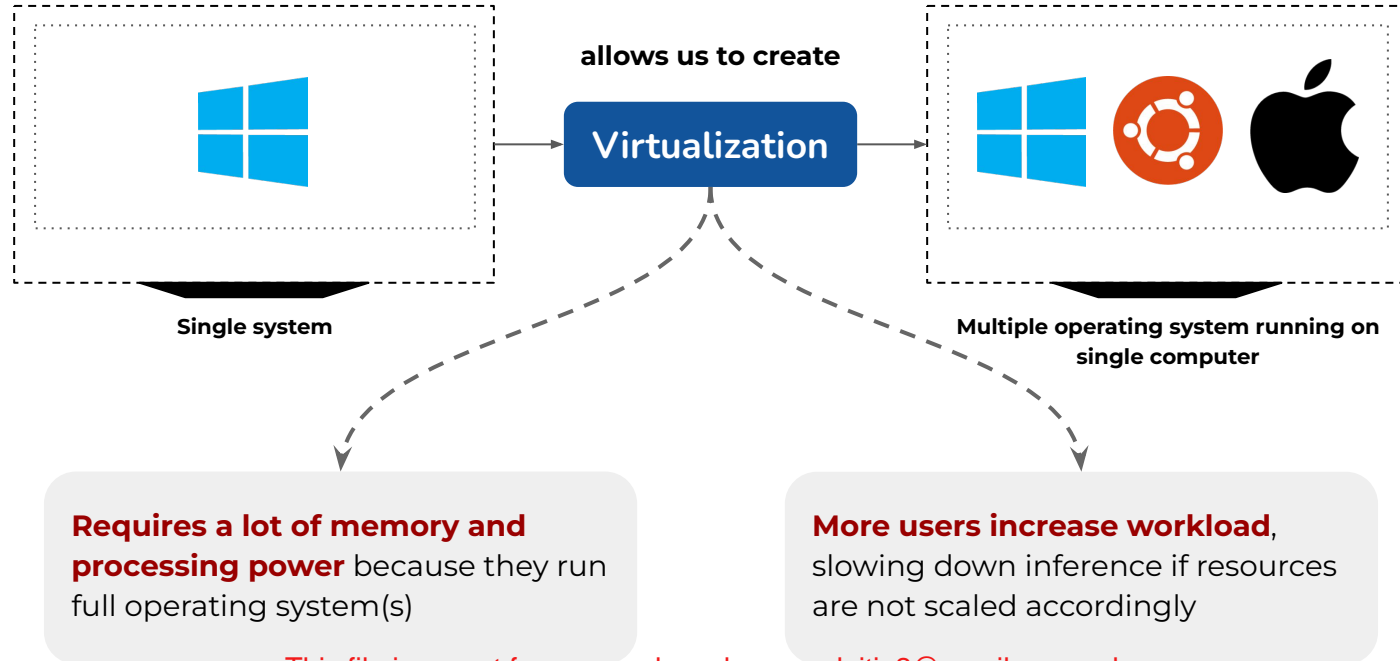 allows us to create
Virtualization
Single system
Multiple operating system running on
single computer
Requires a lot of memory and
processing power because they run
full operating system(s)
More users increase workload,
slowing down inference if resources
are not scaled accordingly